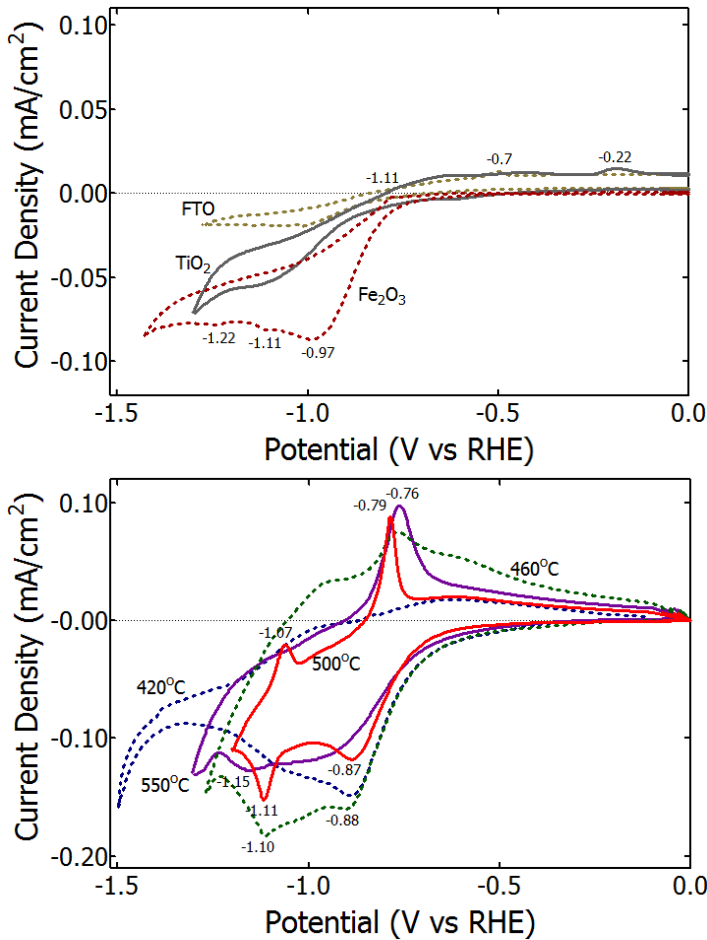 0.10
0.05
0.00
-0.05
-0.10
Current Density (mA/cm²)
-1.11
-0.7
-0.22
FTO
TiO₂
Fe₂O₃
-1.22
-1.11
-0.97
-1.5
-1.0
-0.5
0.0
Potential (V vs RHE)
0.10
-0.00
-0.10
-0.20
Current Density (mA/cm²)
-0.79
-0.76
460⁰C
-1.07
500⁰C
420⁰C
550⁰C
-1.15
-0.87
-1.11
-0.88
-1.10
-1.5
-1.0
-0.5
0.0
Potential (V vs RHE)